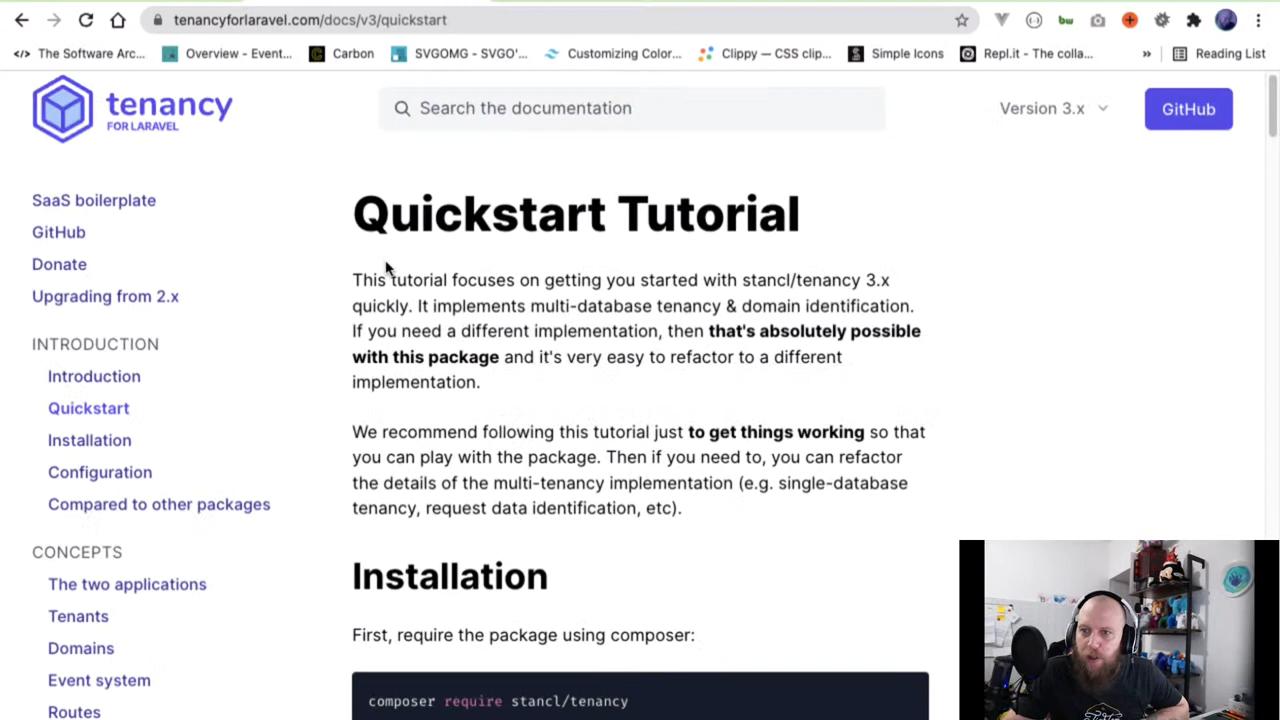 tenancyforlaravel.com/docs/v3/quickstart
bw
The Software Arc...
Overview - Event...
Carbon
SVGOMG - SVGO'...
Customizing Color...
Clippy — CSS clip...
Simple Icons
Repl.it - The colla...
»
Reading List
tenancy
FOR LARAVEL
Search the documentation
Version 3.x
GitHub
SaaS boilerplate
GitHub
Donate
Upgrading from 2.x
INTRODUCTION
Introduction
Quickstart
Installation
Configuration
Compared to other packages
CONCEPTS
The two applications
Tenants
Domains
Event system
Routes
Quickstart Tutorial
This tutorial focuses on getting you started with stancl/tenancy 3.x
quickly. It implements multi-database tenancy & domain identification.
If you need a different implementation, then that's absolutely possible
with this package and it's very easy to refactor to a different
implementation.
We recommend following this tutorial just to get things working so that
you can play with the package. Then if you need to, you can refactor
the details of the multi-tenancy implementation (e.g. single-database
tenancy, request data identification, etc).
Installation
First, require the package using composer:
composer require stancl/tenancy